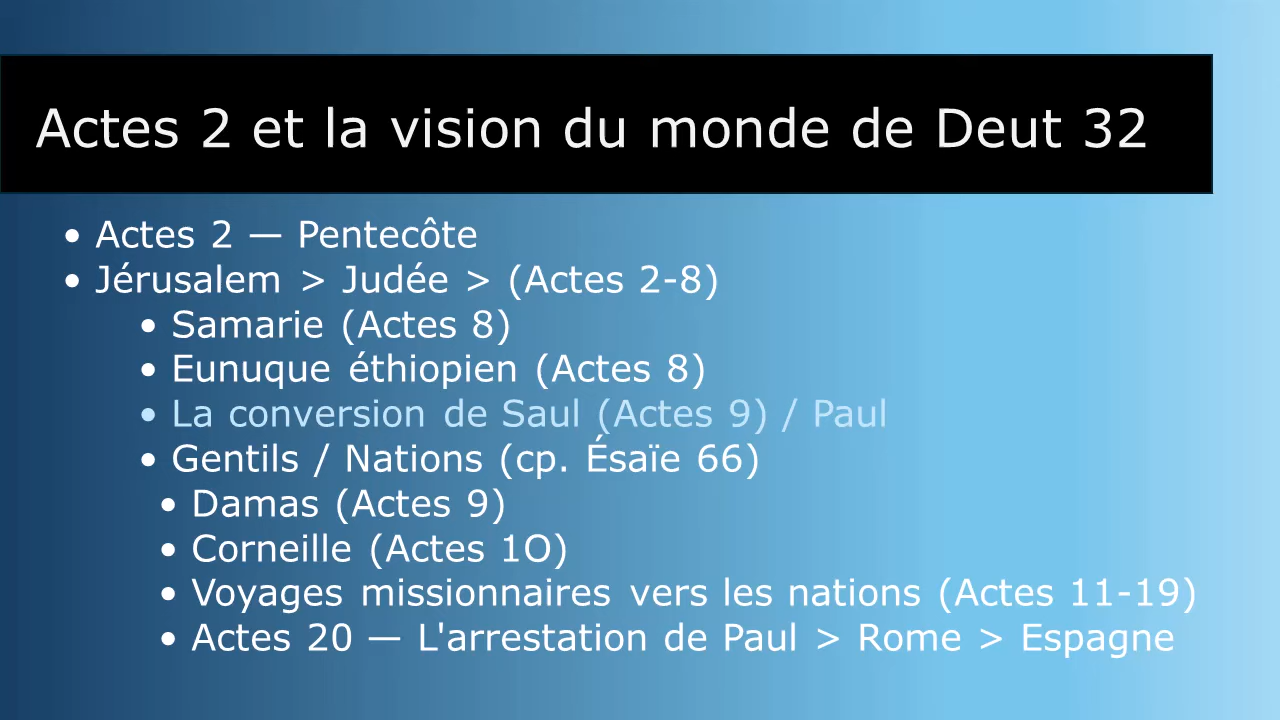 Actes 2 et la vision du monde de Deut 32
• Actes 2 — Pentecôte
• Jérusalem > Judée > (Actes 2-8)
• Samarie (Actes 8)
• Eunuque éthiopien (Actes 8)
• La conversion de Saul (Actes 9) / Paul
• Gentils / Nations (cp. Ésaïe 66)
• Damas (Actes 9)
• Corneille (Actes 1O)
• Voyages missionnaires vers les nations (Actes 11-19)
• Actes 20 — L'arrestation de Paul > Rome > Espagne